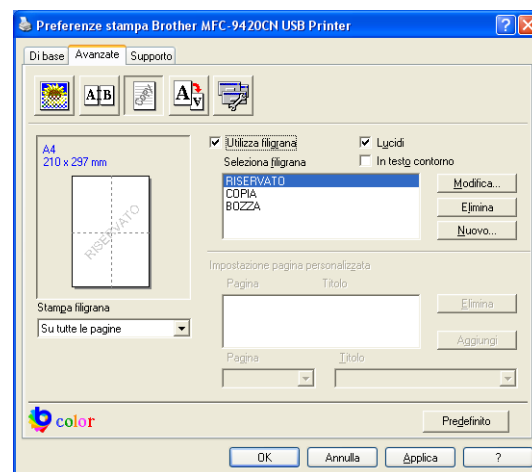 Preferenze stampa Brother MFC-9420CN USB Printer
Di base Avanzate Supporto
A4
210 x 297 mm
RISERVATO
Stampa filigrana
Su tutte le pagine
Utilizza filigrana
Lucidi
Seleziona filigrana
In testo contorno
RISERVATO
COPIA
BOZZA
Modifica...
Elimina
Nuovo...
Impostazione pagina personalizzata
Pagina Titolo
Elimina
Aggiungi
Pagina Titolo
color
Predefinito
OK Annulla Applica ?